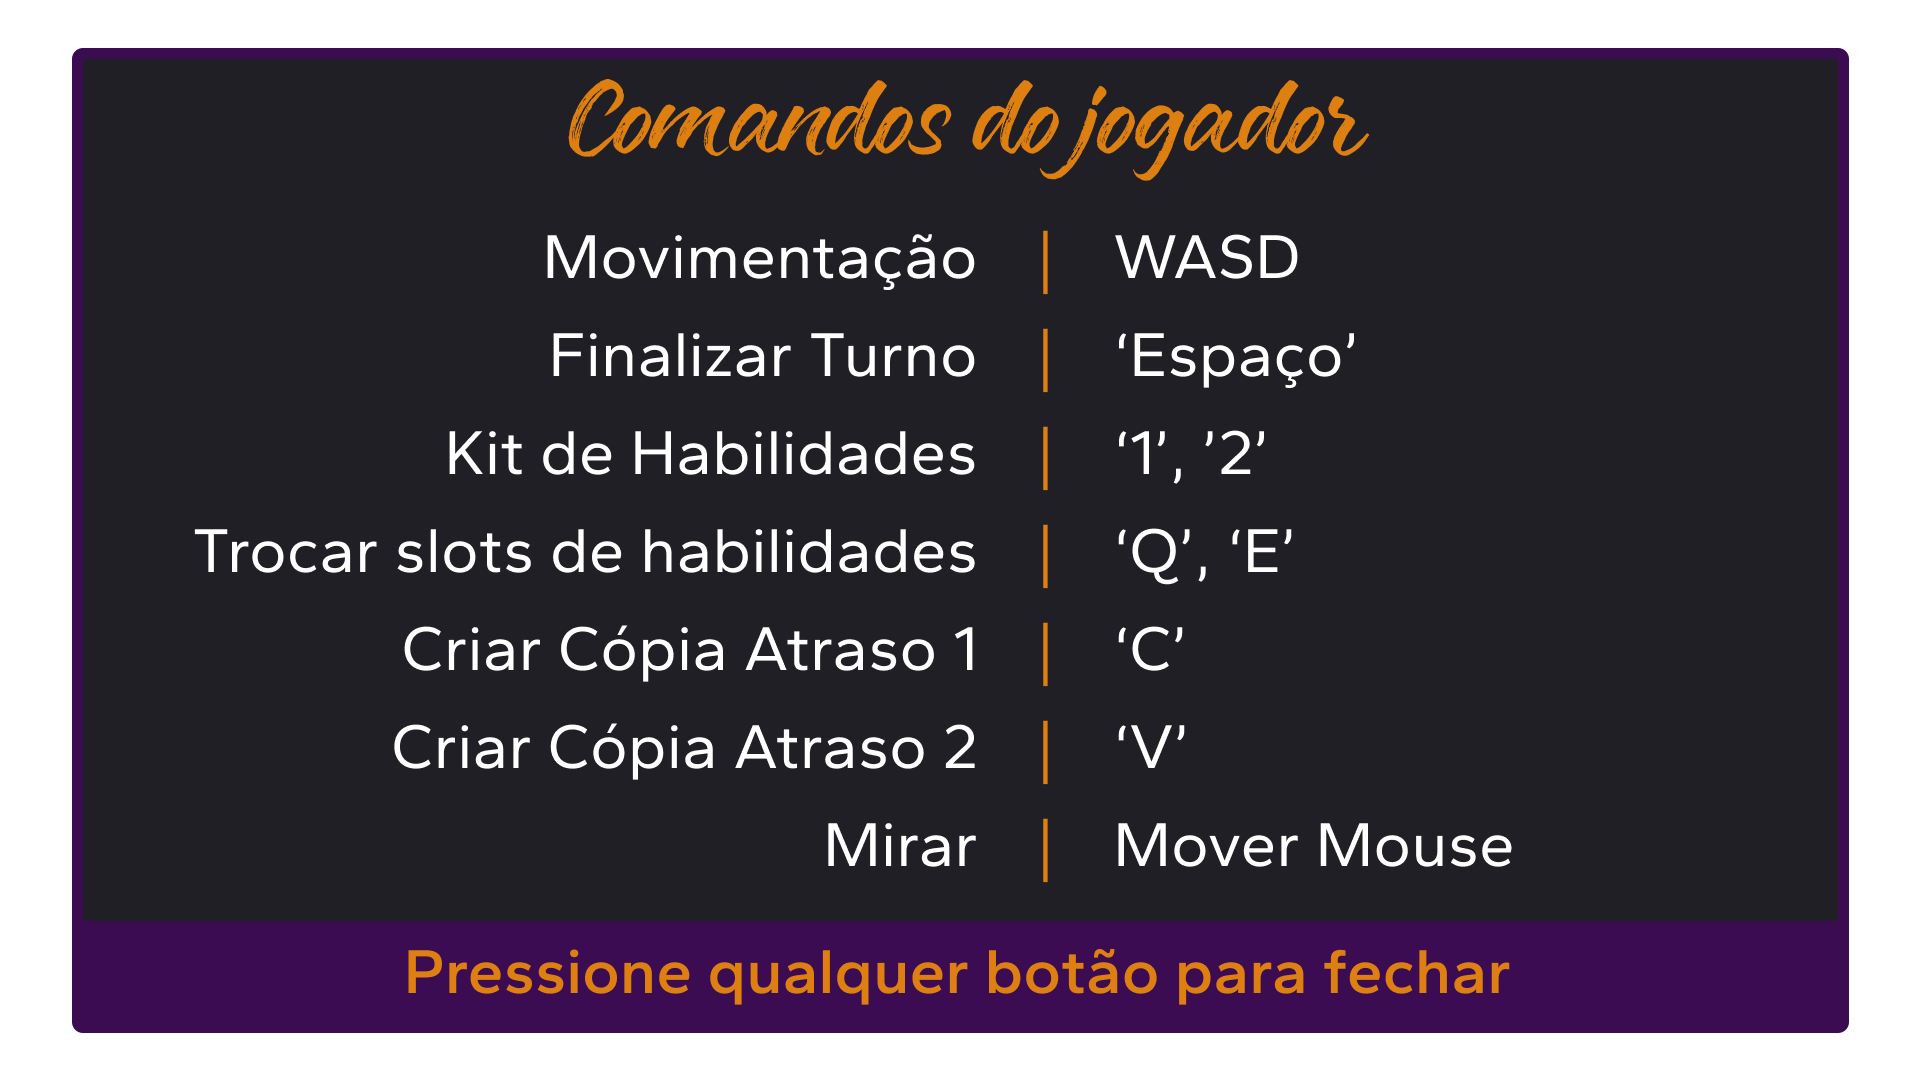 Comandos do jogador
Movimentação | WASD
Finalizar Turno | ‘Espaço’
Kit de Habilidades | ‘1’, ’2’
Trocar slots de habilidades | ‘Q’, ‘E’
Criar Cópia Atraso 1 | ‘C’
Criar Cópia Atraso 2 | ‘V’
Mirar | Mover Mouse
Pressione qualquer botão para fechar